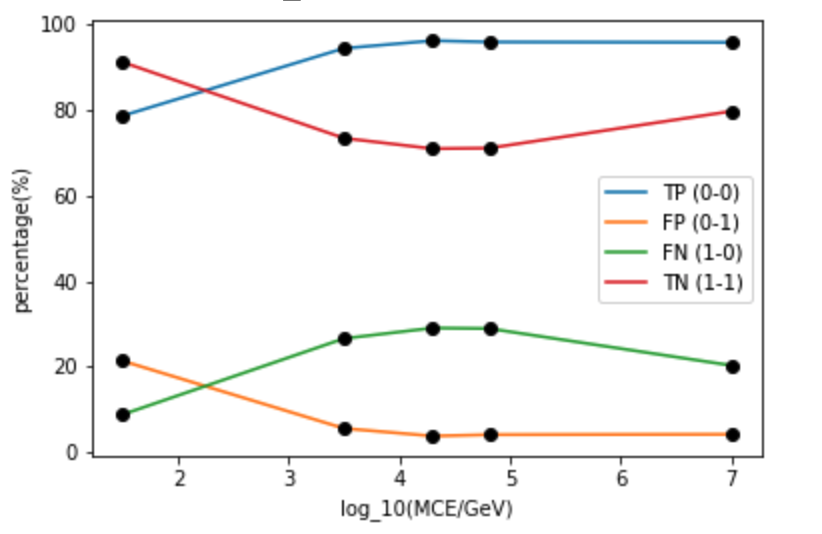 100
80
60
40
20
0
percentage(%)
TP (0-0)
FP (0-1)
FN (1-0)
TN (1-1)
2 3 4 5 6 7
log_10(MCE/GeV)